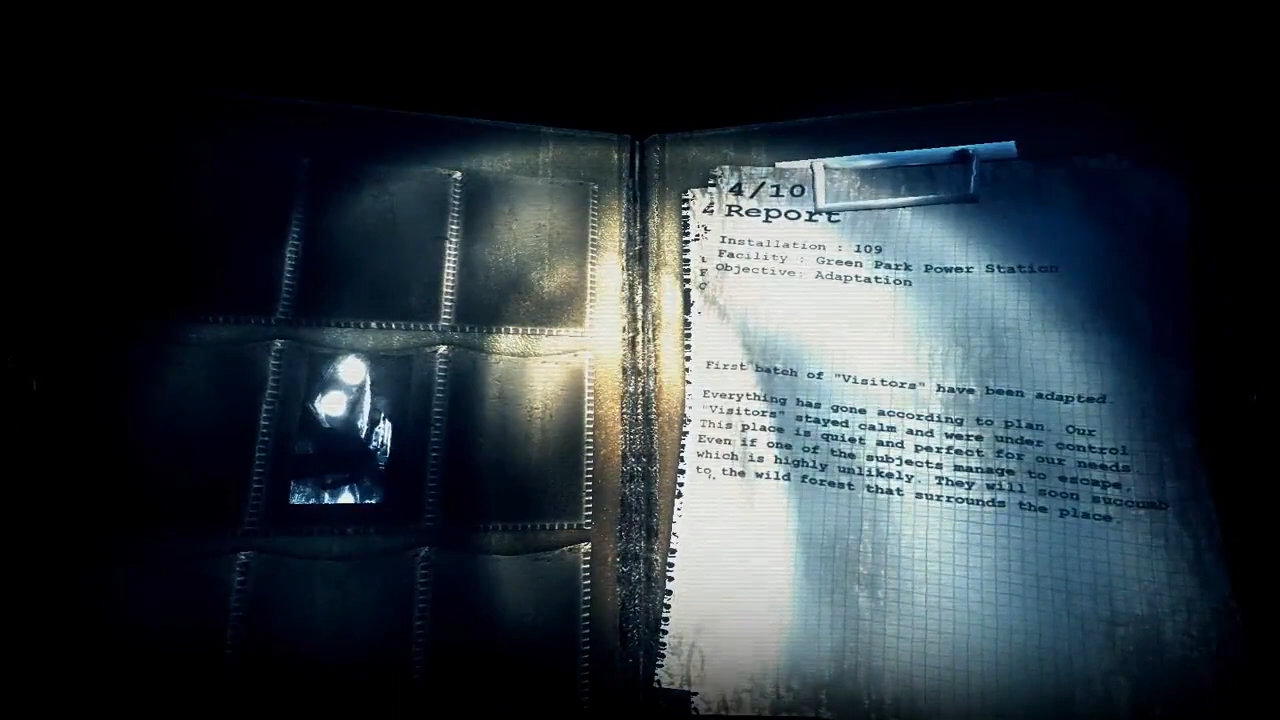 4/10
Report
Installation : 109
Facility : Green Park Power Station
Objective: Adaptation
First batch of "Visitors" have been adapted.
Everything has gone according to plan. Our
"Visitors" stayed calm and were under control
This place is quiet and perfect for our needs.
Even if one of the subjects manage to escape,
which is highly unlikely. They will soon succumb
to the wild forest that surrounds the place.